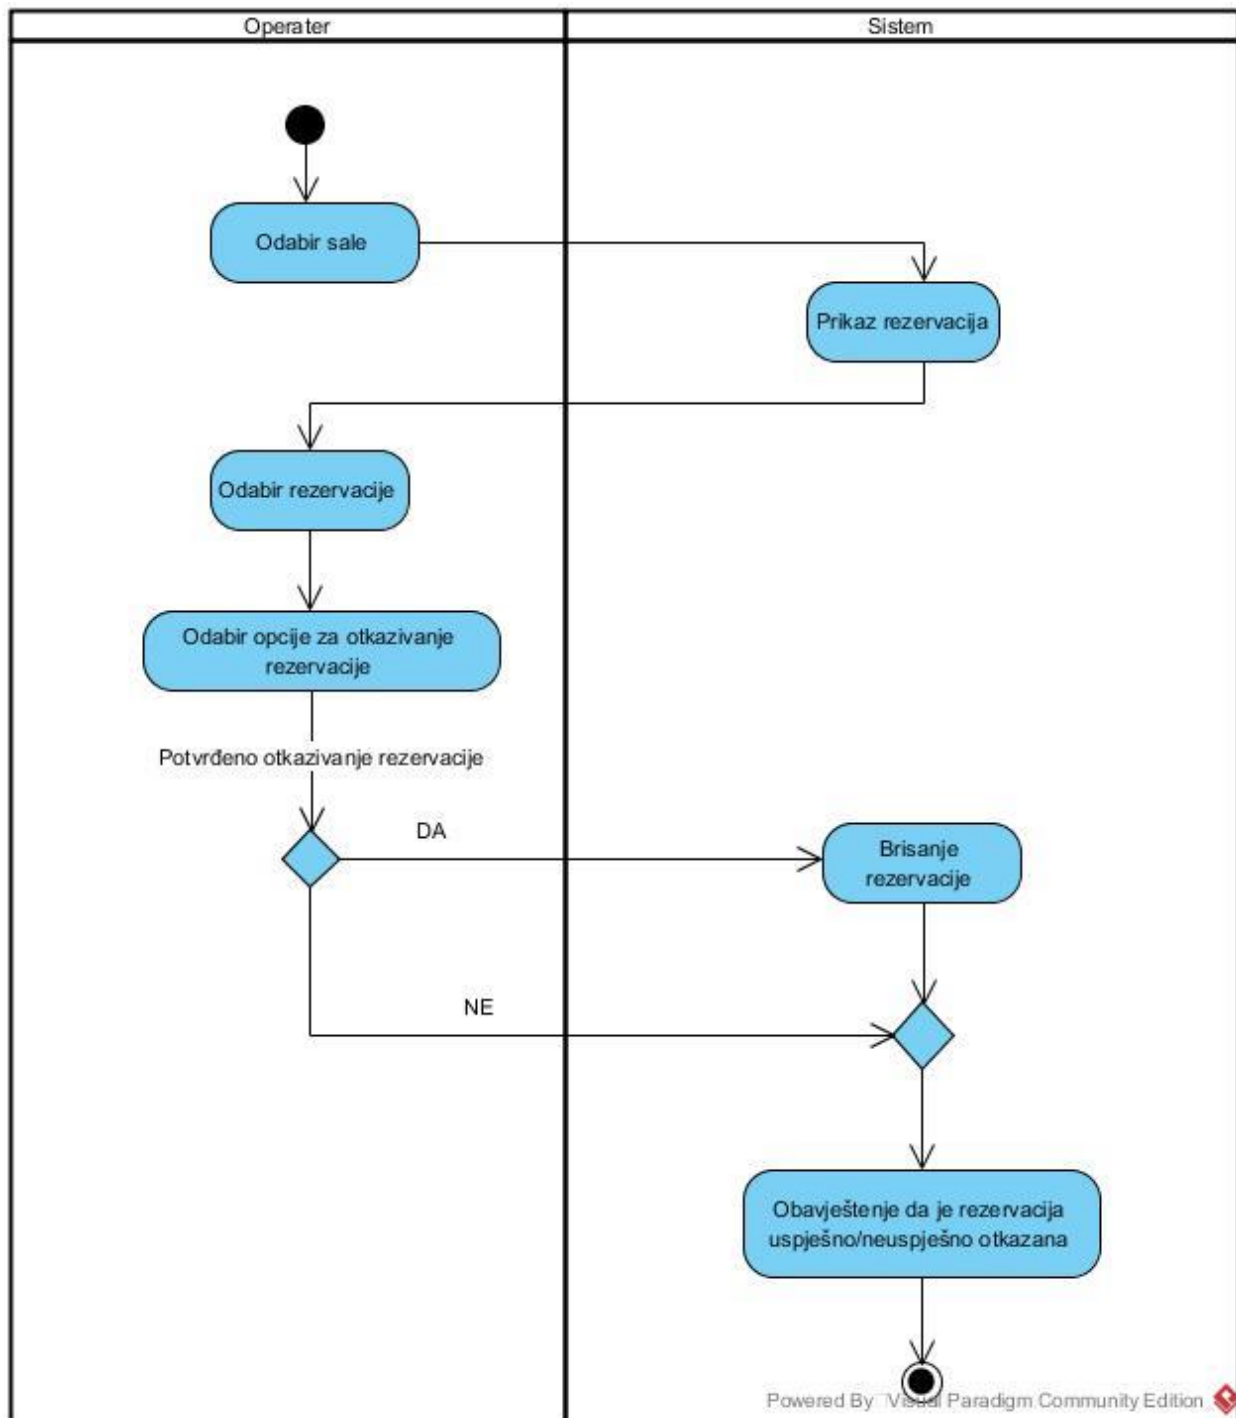 Operater
Sistem
Odabir sale
Prikaz rezervacija
Odabir rezervacije
Odabir opcije za otkazivanje
rezervacije
Potvrđeno otkazivanje rezervacije
DA
Brisanje
rezervacije
NE
Obavještenje da je rezervacija
uspješno/neuspješno otkazana
Powered By Visual Paradigm Community Edition